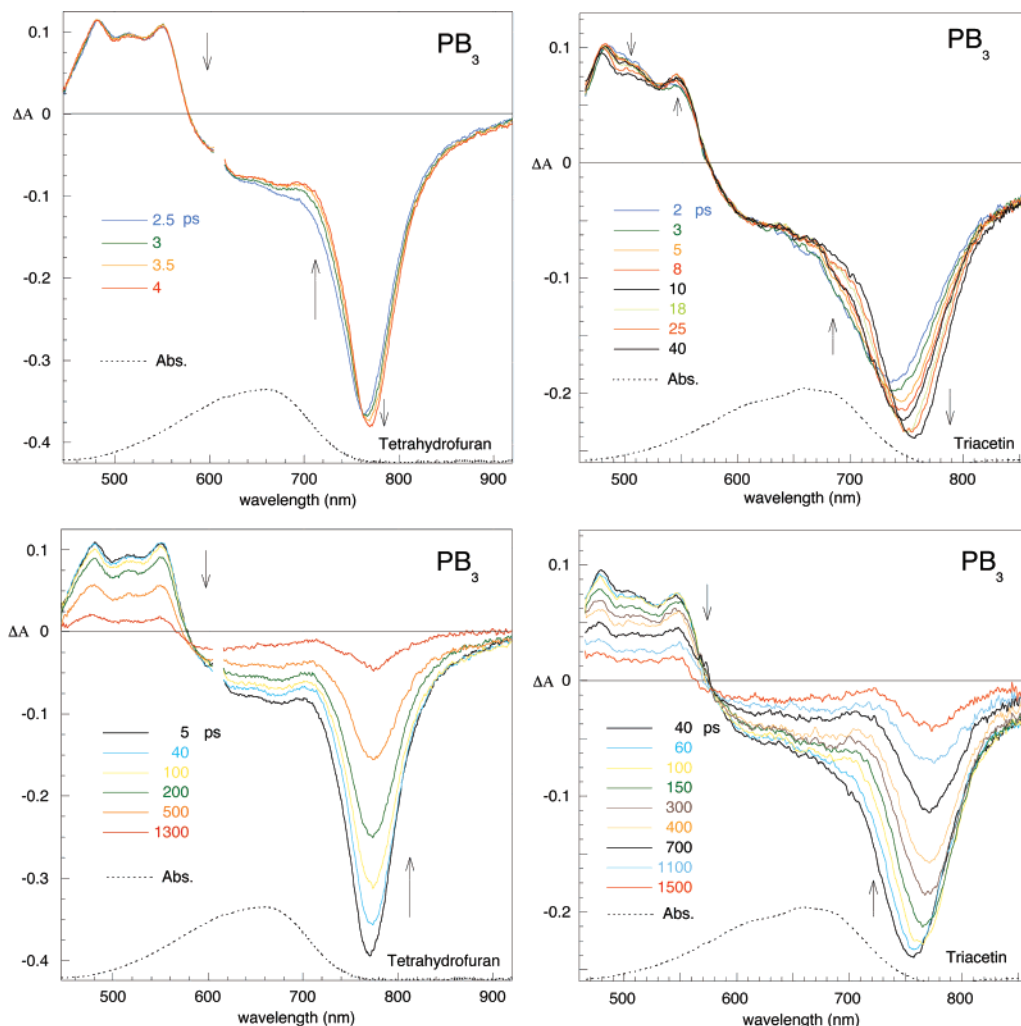 PB3
0.1
ΔA 0
-0.1
-0.2
-0.3
-0.4
2.5 ps
3
3.5
4
Abs.
Tetrahydrofuran
500 600 700 800 900
wavelength (nm)
PB3
0.1
ΔA 0
-0.1
-0.2
2 ps
3
5
8
10
18
25
40
Abs.
Triacetin
500 600 700 800
wavelength (nm)
PB3
0.1
ΔA 0
-0.1
-0.2
-0.3
-0.4
5 ps
40
100
200
500
1300
Abs.
Tetrahydrofuran
500 600 700 800 900
wavelength (nm)
PB3
0.1
ΔA 0
-0.1
-0.2
40 ps
60
100
150
300
400
700
1100
1500
Abs.
Triacetin
500 600 700 800
wavelength (nm)